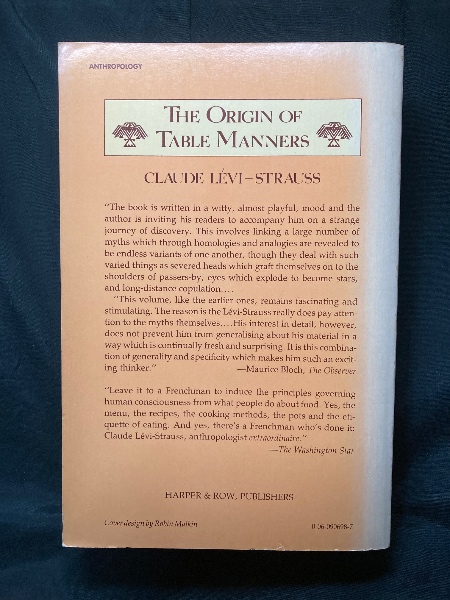 ANTHROPOLOGY
THE ORIGIN OF
TABLE MANNERS
CLAUDE LÉVI-STRAUSS
"The book is written in a witty, almost playful, mood and the
author is inviting his readers to accompany him on a strange
journey of discovery. This involves linking a large number of
myths which through homologies and analogies are revealed to
be endless variants of one another, though they deal with such
varied things as severed heads which graft themselves on to the
shoulders of passers-by, eyes which explode to become stars,
and long-distance copulation....
"This volume, like the earlier ones, remains fascinating and
stimulating. The reason is the Lévi-Strauss really does pay atten-
tion to the myths themselves....His interest in detail, however,
does not prevent him from generalising about his material in a
way which is continually fresh and surprising. It is this combina-
tion of generality and specificity which makes him such an excit-
ing thinker." —Maurice Bloch, The Observer
"Leave it to a Frenchman to induce the principles governing
human consciousness from what people do about food. Yes, the
menu, the recipes, the cooking methods, the pots and the eti-
quette of eating. And yes, there's a Frenchman who's done it:
Claude Lévi-Strauss, anthropologist extraordinaire."
—The Washington Star
HARPER & ROW, PUBLISHERS
Cover design by Robin Malkin
0-06-090698-7